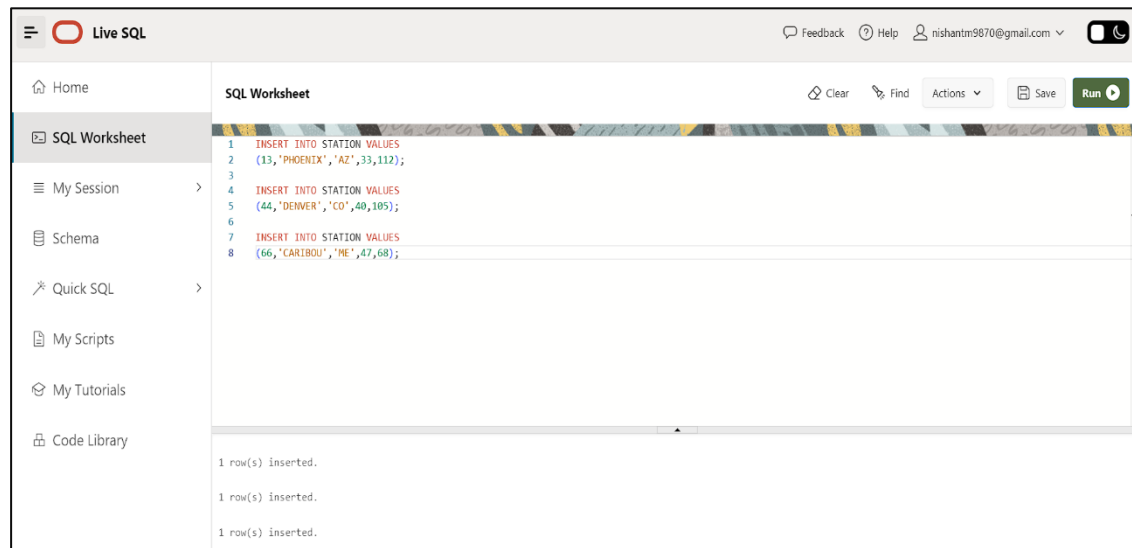 Live SQL
Feedback Help nishantm9870@gmail.com
Home
SQL Worksheet
My Session
Schema
Quick SQL
My Scripts
My Tutorials
Code Library
SQL Worksheet
Clear Find Actions Save Run
1 INSERT INTO STATION VALUES
2 (13,'PHOENIX','AZ',33,112);
3
4 INSERT INTO STATION VALUES
5 (44,'DENVER','CO',40,105);
6
7 INSERT INTO STATION VALUES
8 (66,'CARIBOU','ME',47,68);
1 row(s) inserted.
1 row(s) inserted.
1 row(s) inserted.